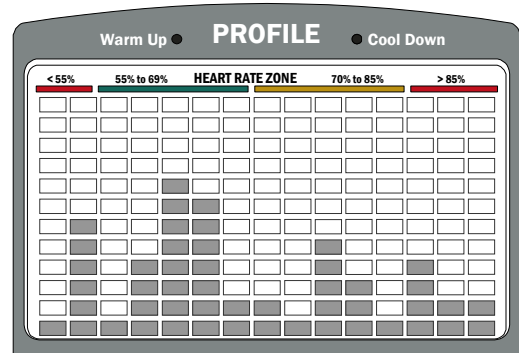 PROFILE
Warm Up
Cool Down
< 55%
55% to 69%
HEART RATE ZONE
70% to 85%
> 85%